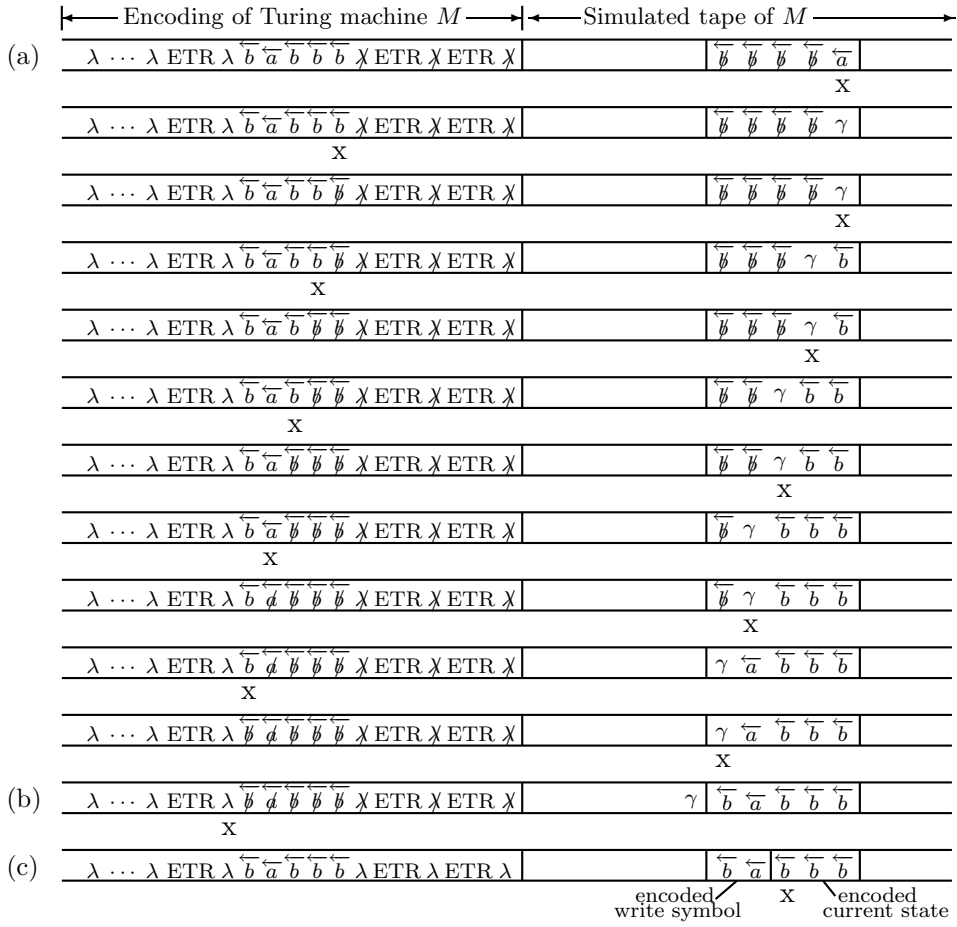 Encoding of Turing machine M Simulated tape of M
(a) λ ··· λ ETR λ b⃖ a⃖ b⃖ b⃖ b⃖ λ̸ ETR λ̸ ETR λ̸ b̸⃖ b̸⃖ b̸⃖ b̸⃖ a⃖
x
λ ··· λ ETR λ b⃖ a⃖ b⃖ b⃖ b⃖ λ̸ ETR λ̸ ETR λ̸ b̸⃖ b̸⃖ b̸⃖ b̸⃖ γ
x
λ ··· λ ETR λ b⃖ a⃖ b⃖ b⃖ b̸⃖ λ̸ ETR λ̸ ETR λ̸ b̸⃖ b̸⃖ b̸⃖ b̸⃖ γ
x
λ ··· λ ETR λ b⃖ a⃖ b⃖ b⃖ b̸⃖ λ̸ ETR λ̸ ETR λ̸ b̸⃖ b̸⃖ b̸⃖ γ b⃖
x
λ ··· λ ETR λ b⃖ a⃖ b⃖ b̸⃖ b̸⃖ λ̸ ETR λ̸ ETR λ̸ b̸⃖ b̸⃖ b̸⃖ γ b⃖
x
λ ··· λ ETR λ b⃖ a⃖ b⃖ b̸⃖ b̸⃖ λ̸ ETR λ̸ ETR λ̸ b̸⃖ b̸⃖ γ b⃖ b⃖
x
λ ··· λ ETR λ b⃖ a⃖ b̸⃖ b̸⃖ b̸⃖ λ̸ ETR λ̸ ETR λ̸ b̸⃖ b̸⃖ γ b⃖ b⃖
x
λ ··· λ ETR λ b⃖ a⃖ b̸⃖ b̸⃖ b̸⃖ λ̸ ETR λ̸ ETR λ̸ b̸⃖ γ b⃖ b⃖ b⃖
x
λ ··· λ ETR λ b⃖ a̸⃖ b̸⃖ b̸⃖ b̸⃖ λ̸ ETR λ̸ ETR λ̸ b̸⃖ γ b⃖ b⃖ b⃖
x
λ ··· λ ETR λ b⃖ a̸⃖ b̸⃖ b̸⃖ b̸⃖ λ̸ ETR λ̸ ETR λ̸ γ a⃖ b⃖ b⃖ b⃖
x
λ ··· λ ETR λ b̸⃖ a̸⃖ b̸⃖ b̸⃖ b̸⃖ λ̸ ETR λ̸ ETR λ̸ γ a⃖ b⃖ b⃖ b⃖
x
(b) λ ··· λ ETR λ b̸⃖ a̸⃖ b̸⃖ b̸⃖ b̸⃖ λ̸ ETR λ̸ ETR λ̸ γ b⃖ a⃖ b⃖ b⃖ b⃖
x
(c) λ ··· λ ETR λ b⃖ a⃖ b⃖ b⃖ b⃖ λ ETR λ ETR λ b⃖ a⃖ b⃖ b⃖ b⃖
encoded x encoded
write symbol current state